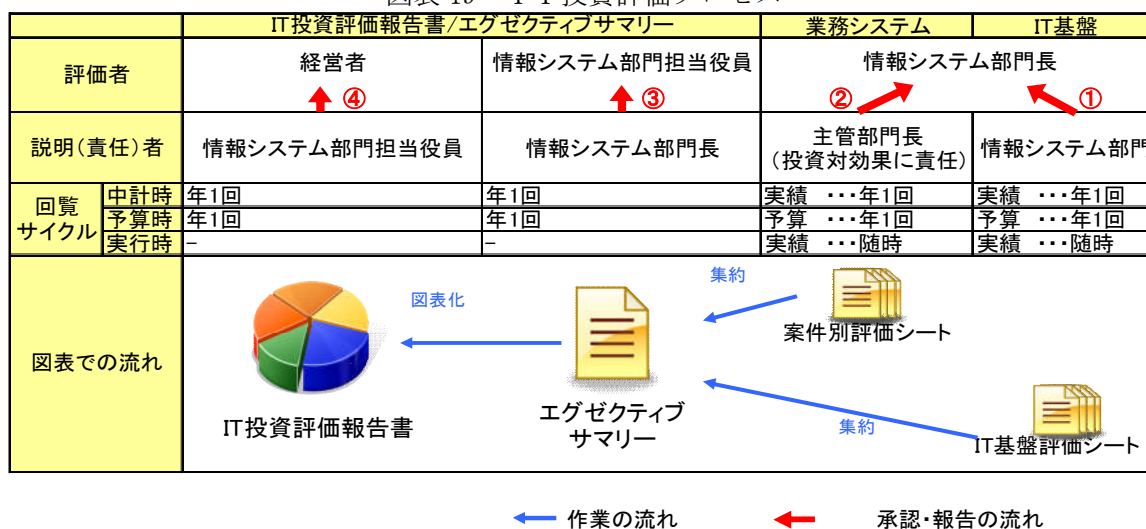 IT投資評価報告書/エグゼクティブサマリー 業務システム IT基盤
評価者 経営者 情報システム部門担当役員 情報システム部門長
④ ③ ② ①
説明(責任)者 情報システム部門担当役員 情報システム部門長 主管部門長 情報システム部門
(投資対効果に責任)
回覧サイクル 中計時 年1回 年1回 実績 ・・・年1回 実績 ・・・年1回
予算時 年1回 年1回 予算 ・・・年1回 予算 ・・・年1回
実行時 - - 実績 ・・・随時 実績 ・・・随時
図表での流れ
集約
図表化
案件別評価シート
エグゼクティブ
サマリー
IT投資評価報告書
集約
IT基盤評価シート
作業の流れ 承認・報告の流れ